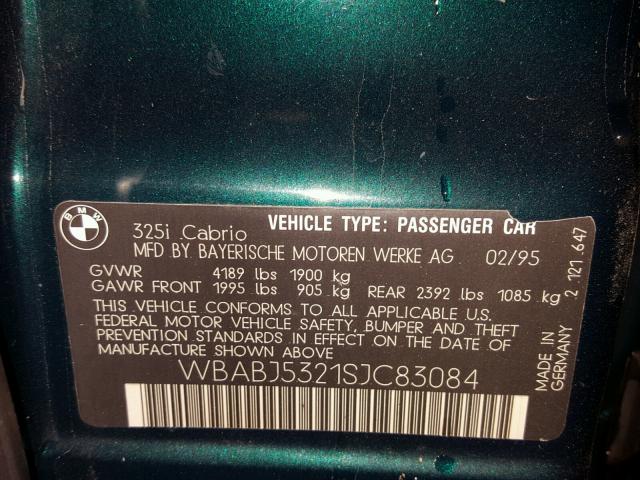 BMW
325i Cabrio VEHICLE TYPE: PASSENGER CAR
MFD BY BAYERISCHE MOTOREN WERKE AG 02/95
GVWR 4189 lbs 1900 kg
GAWR FRONT 1995 lbs 905 kg REAR 2392 lbs 1085 kg
THIS VEHICLE CONFORMS TO ALL APPLICABLE U.S.
FEDERAL MOTOR VEHICLE SAFETY, BUMPER AND THEFT
PREVENTION STANDARDS IN EFFECT ON THE DATE OF
MANUFACTURE SHOWN ABOVE
WBABJ5321SJC83084
MADE IN
GERMANY
2 121 647